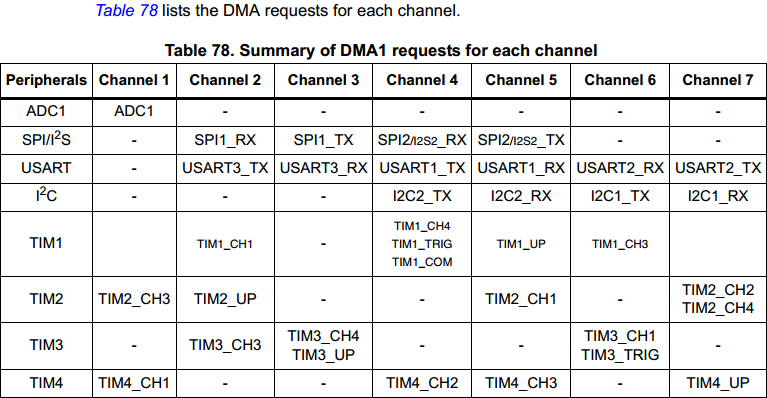 Table 78 lists the DMA requests for each channel.
Table 78. Summary of DMA1 requests for each channel
Peripherals Channel 1 Channel 2 Channel 3 Channel 4 Channel 5 Channel 6 Channel 7
ADC1 ADC1 - - - - - -
SPI/I²S - SPI1_RX SPI1_TX SPI2/I2S2_RX SPI2/I2S2_TX - -
USART - USART3_TX USART3_RX USART1_TX USART1_RX USART2_RX USART2_TX
I²C - - - I2C2_TX I2C2_RX I2C1_TX I2C1_RX
TIM1 TIM1_CH1 - TIM1_CH4
TIM1_TRIG
TIM1_COM TIM1_UP TIM1_CH3
TIM2 TIM2_CH3 TIM2_UP - - TIM2_CH1 - TIM2_CH2
TIM2_CH4
TIM3 - TIM3_CH3 TIM3_CH4
TIM3_UP - - TIM3_CH1
TIM3_TRIG -
TIM4 TIM4_CH1 - - TIM4_CH2 TIM4_CH3 - TIM4_UP